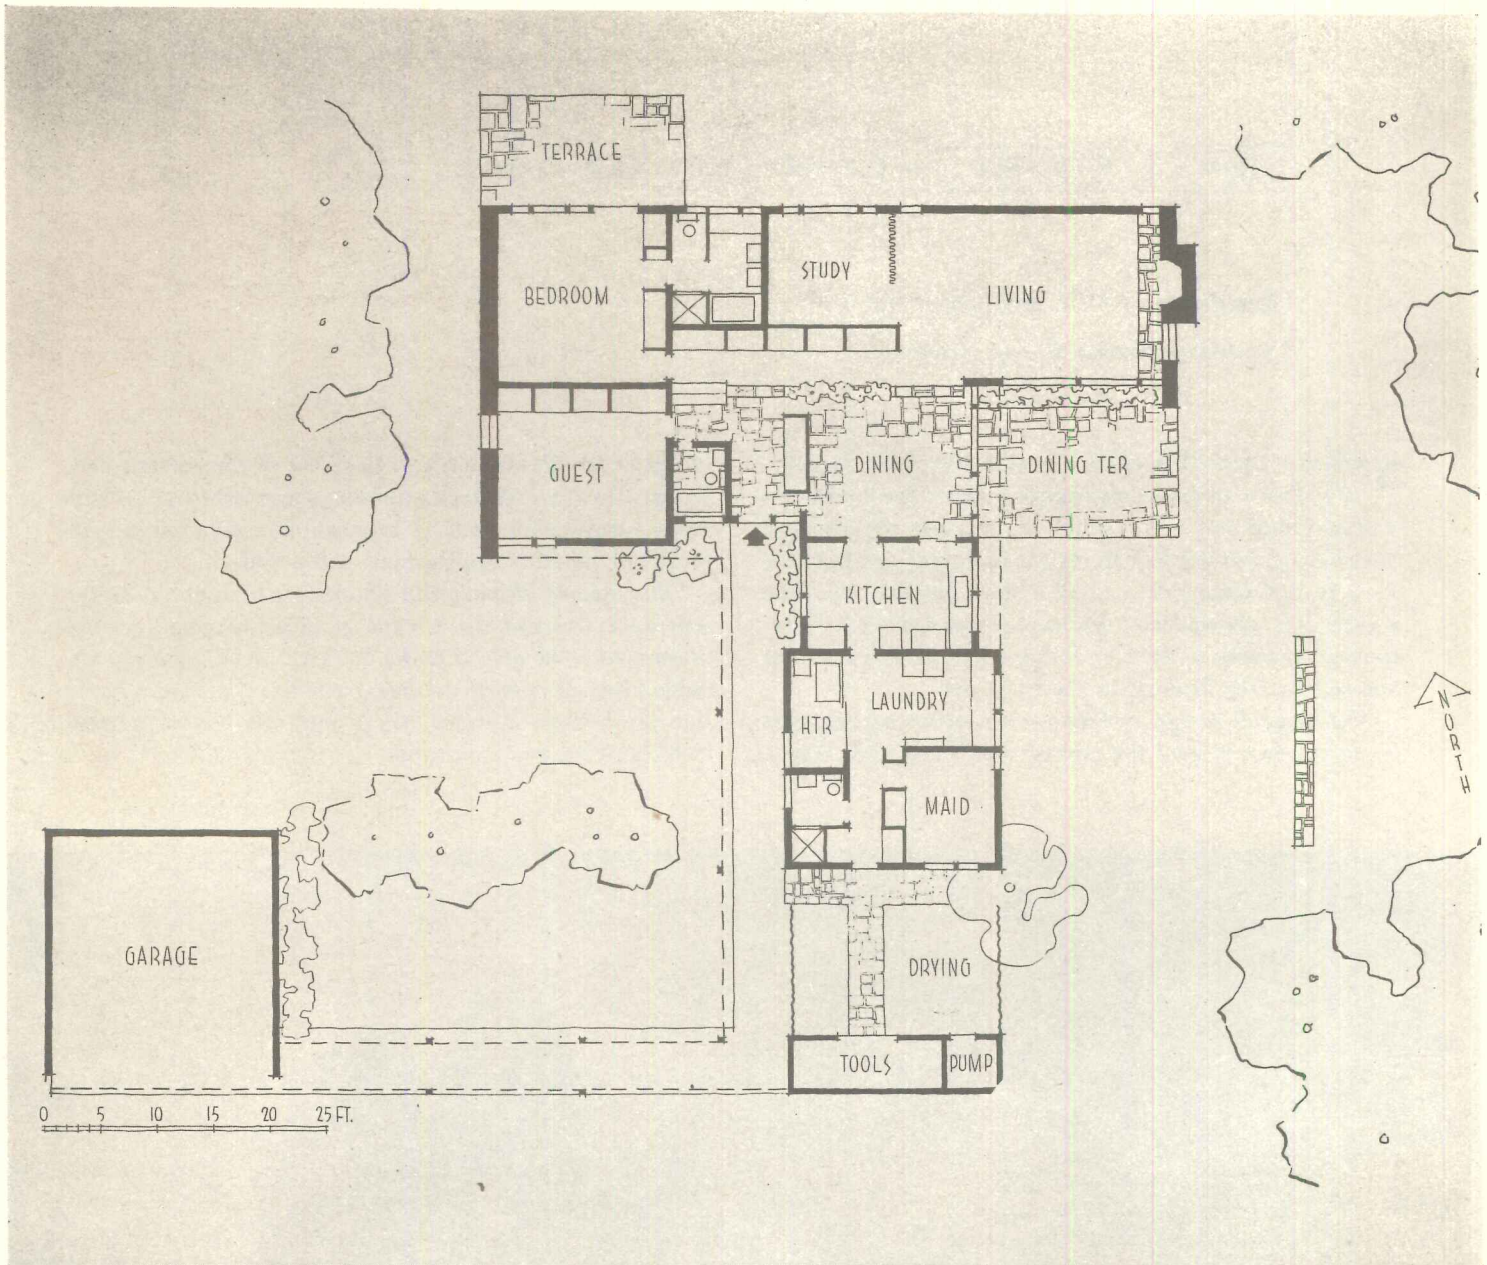 TERRACE
BEDROOM
STUDY
LIVING
GUEST
DINING
DINING TER
KITCHEN
LAUNDRY
HTR
MAID
NORTH
GARAGE
DRYING
TOOLS
PUMP
0 5 10 15 20 25 FT.